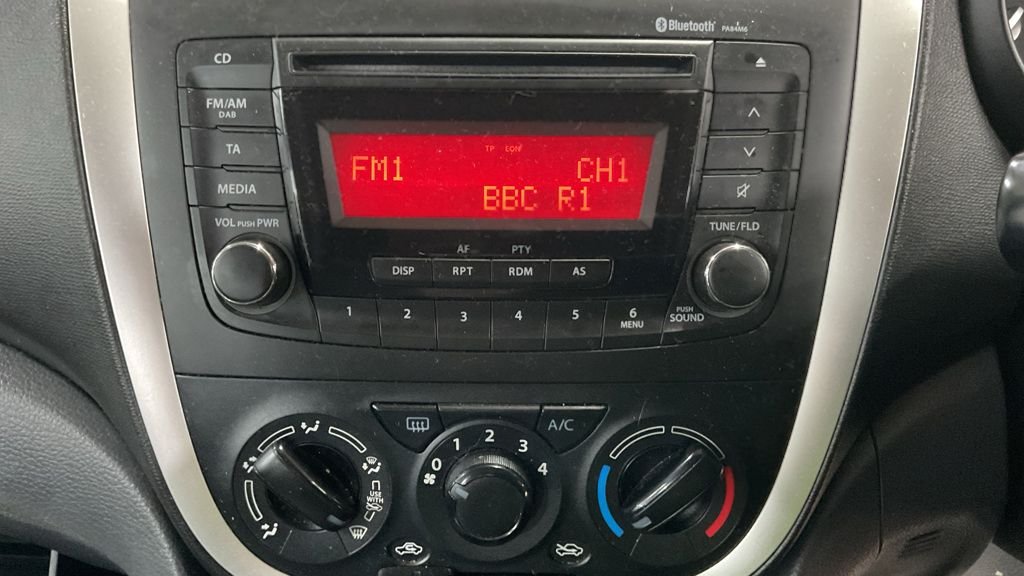 Bluetooth PA84M6
CD
FM/AM
DAB
TA
MEDIA
VOL PUSH PWR
TP EON
FM1 CH1
BBC R1
TUNE/FLD
PUSH
SOUND
AF PTY
DISP RPT RDM AS
1 2 3 4 5 6
MENU
A/C
0 1 2 3 4
USE
WITH